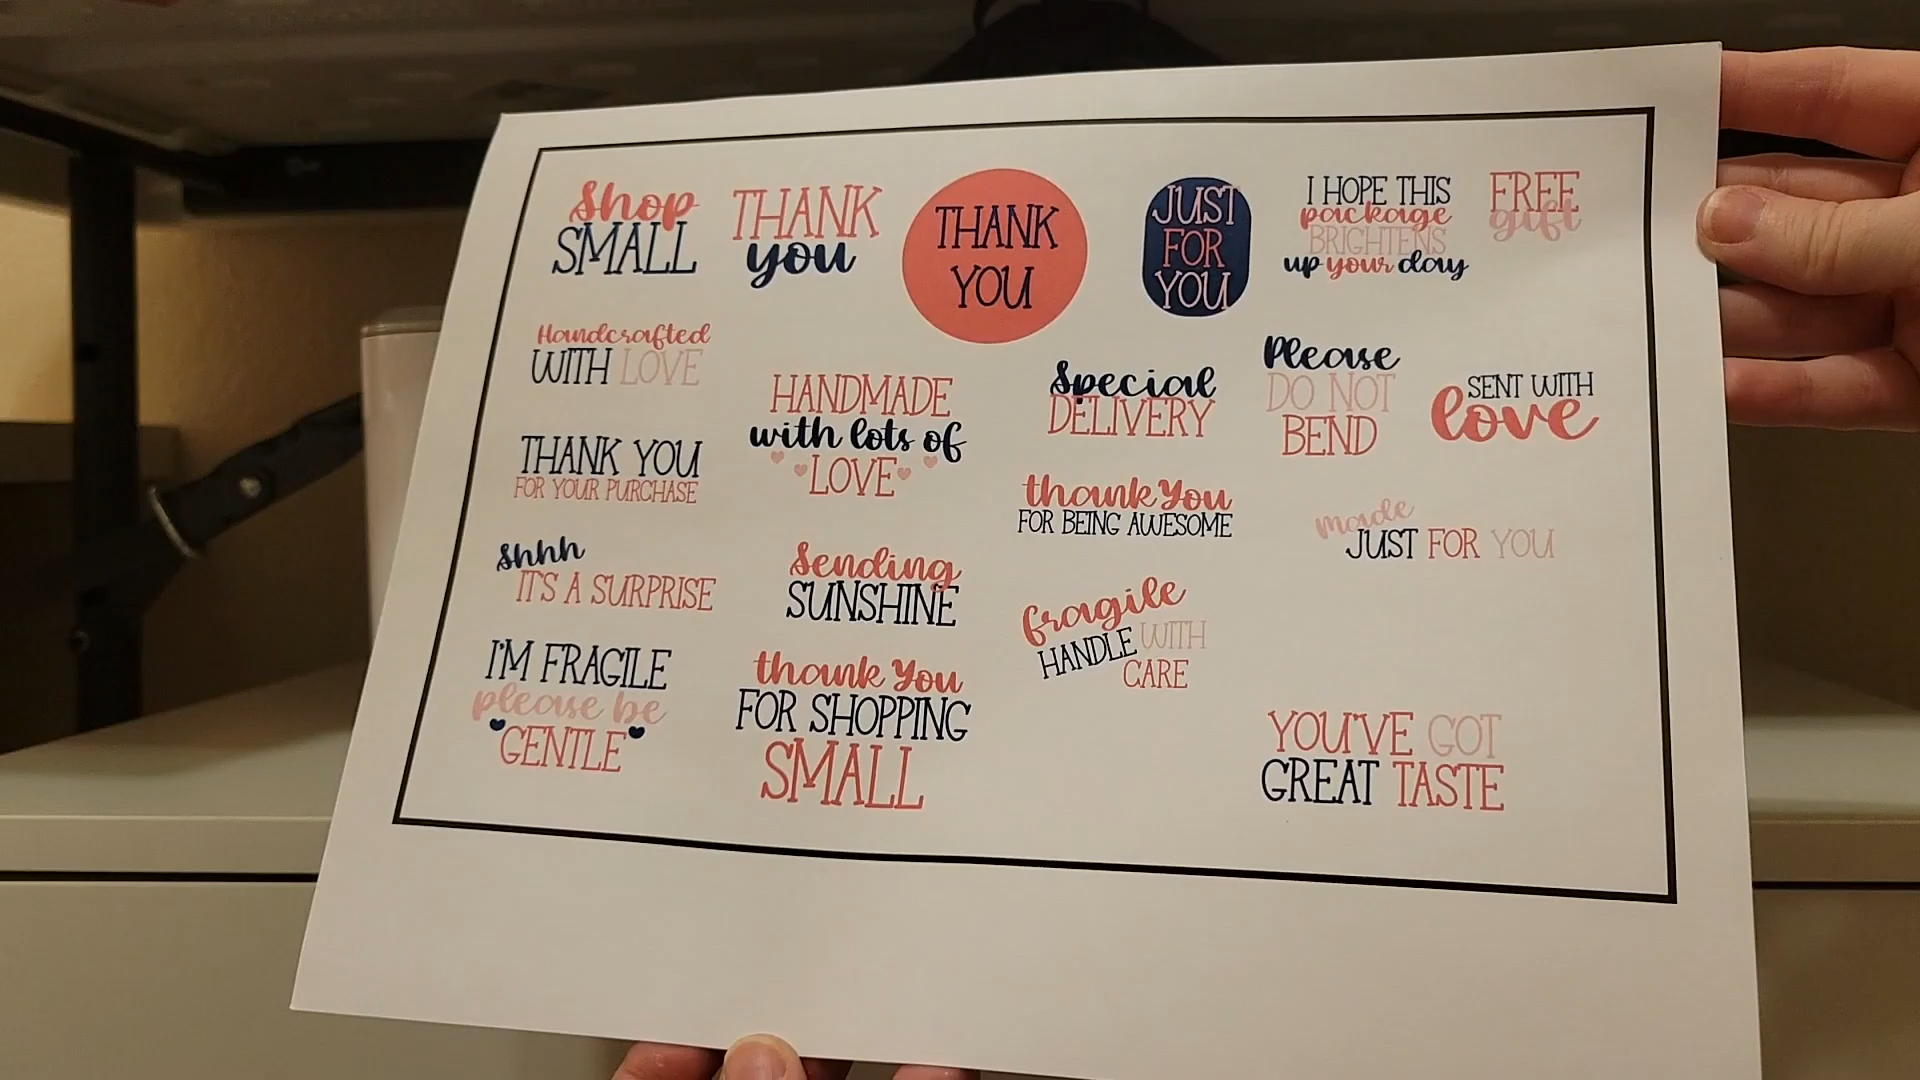 Shop
SMALL
THANK
you
THANK
YOU
JUST
FOR
YOU
I HOPE THIS
package
BRIGHTENS
up your day
FREE
gift
Handcrafted
WITH LOVE
HANDMADE
with lots of
LOVE
Special
DELIVERY
Please
DO NOT
BEND
SENT WITH
love
THANK YOU
FOR YOUR PURCHASE
thank You
FOR BEING AWESOME
made
JUST FOR YOU
Shhh
IT'S A SURPRISE
Sending
SUNSHINE
fragile
HANDLE WITH
CARE
I'M FRAGILE
please be
GENTLE
thank You
FOR SHOPPING
SMALL
YOU'VE GOT
GREAT TASTE